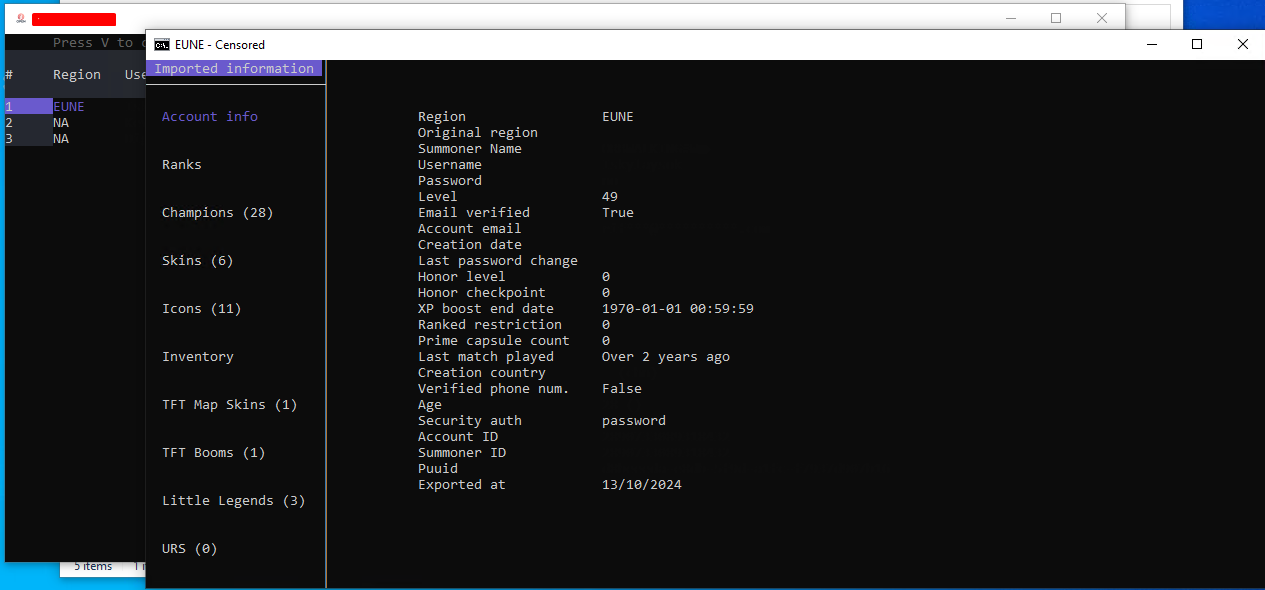 Press V to
EUNE - Censored
Imported information
# Region Use
1 EUNE
2 NA
3 NA
Account info
Ranks
Champions (28)
Skins (6)
Icons (11)
Inventory
TFT Map Skins (1)
TFT Booms (1)
Little Legends (3)
URS (0)
Region EUNE
Original region
Summoner Name
Username
Password
Level 49
Email verified True
Account email
Creation date
Last password change
Honor level 0
Honor checkpoint 0
XP boost end date 1970-01-01 00:59:59
Ranked restriction 0
Prime capsule count 0
Last match played Over 2 years ago
Creation country
Verified phone num. False
Age
Security auth password
Account ID
Summoner ID
Puuid
Exported at 13/10/2024
5 items